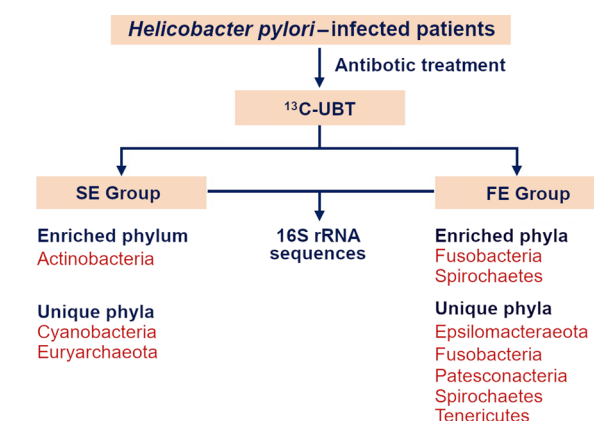 Helicobacter pylori–infected patients
Antibotic treatment
¹³C-UBT
SE Group
FE Group
Enriched phylum
Actinobacteria
Unique phyla
Cyanobacteria
Euryarchaeota
16S rRNA
sequences
Enriched phyla
Fusobacteria
Spirochaetes
Unique phyla
Epsilomacteraeota
Fusobacteria
Patesconacteria
Spirochaetes
Tenericutes